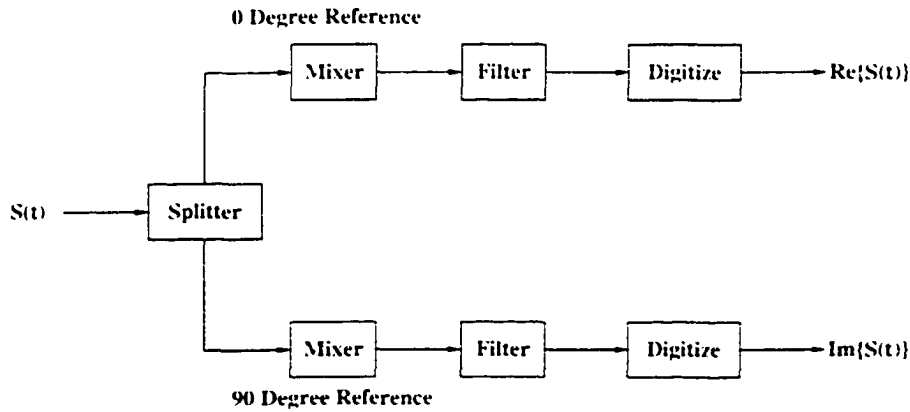 0 Degree Reference
Mixer
Filter
Digitize
Re{S(t)}
S(t)
Splitter
Mixer
Filter
Digitize
Im{S(t)}
90 Degree Reference